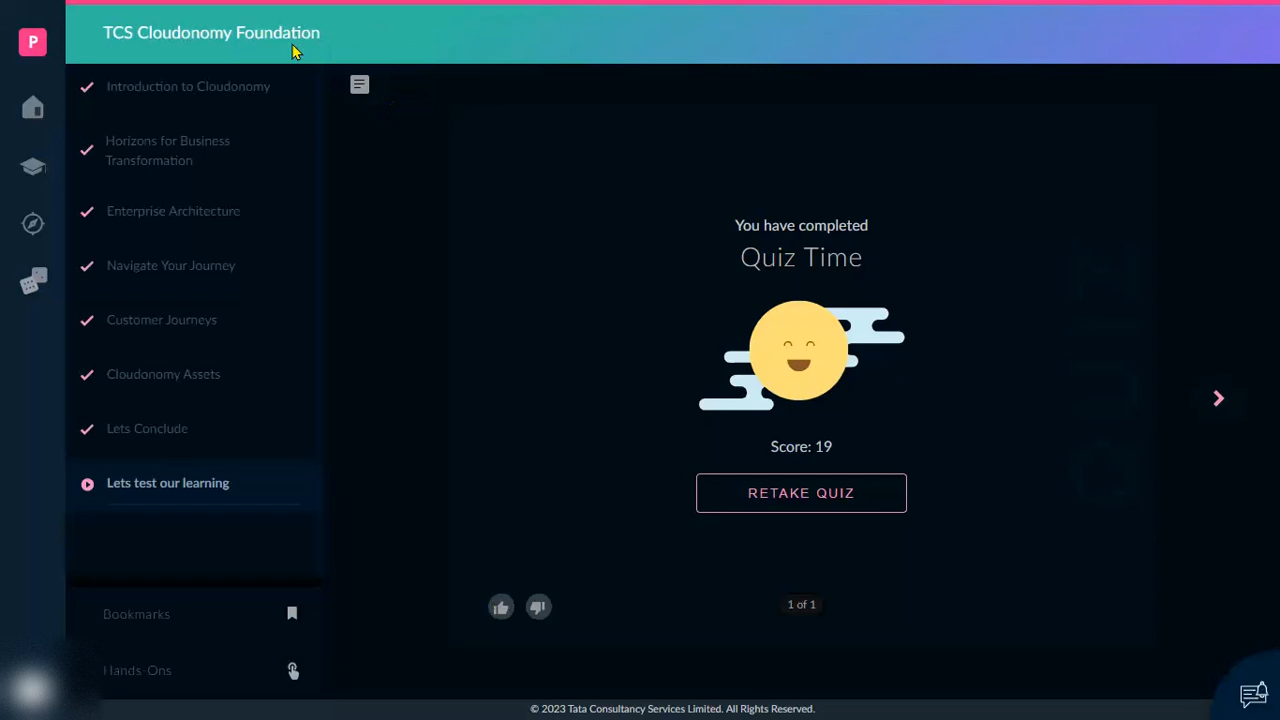 P
TCS Cloudonomy Foundation
Introduction to Cloudonomy
Horizons for Business
Transformation
Enterprise Architecture
Navigate Your Journey
Customer Journeys
Cloudonomy Assets
Lets Conclude
Lets test our learning
Bookmarks
Hands-Ons
You have completed
Quiz Time
Score: 19
RETAKE QUIZ
1 of 1
© 2023 Tata Consultancy Services Limited. All Rights Reserved.